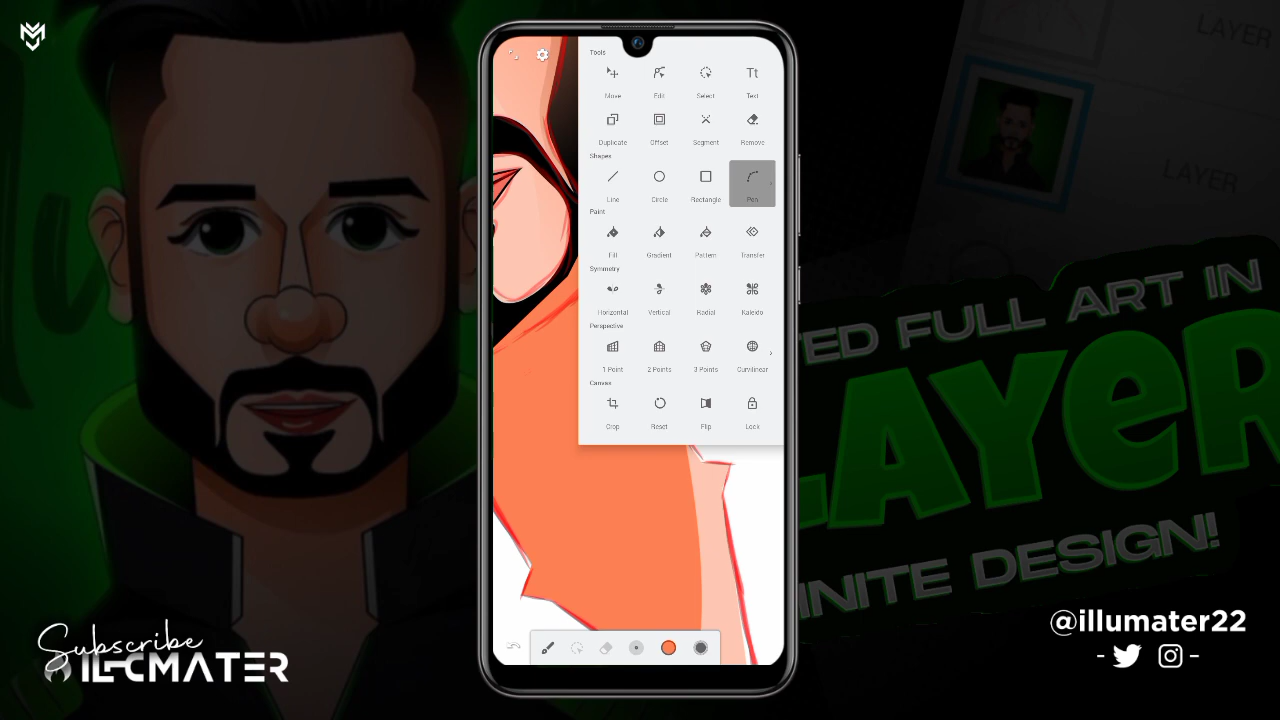 Tools
Move Edit Select Text
Duplicate Offset Segment Remove
Shapes
Line Circle Rectangle Pen
Paint
Fill Gradient Pattern Transfer
Symmetry
Horizontal Vertical Radial Kaleido
Perspective
1 Point 2 Points 3 Points Curvilinear
Canvas
Crop Reset Flip Lock
LAYER
LAYER
TED FULL ART IN
LAYER
INITE DESIGN!
Subscribe
@illumater22